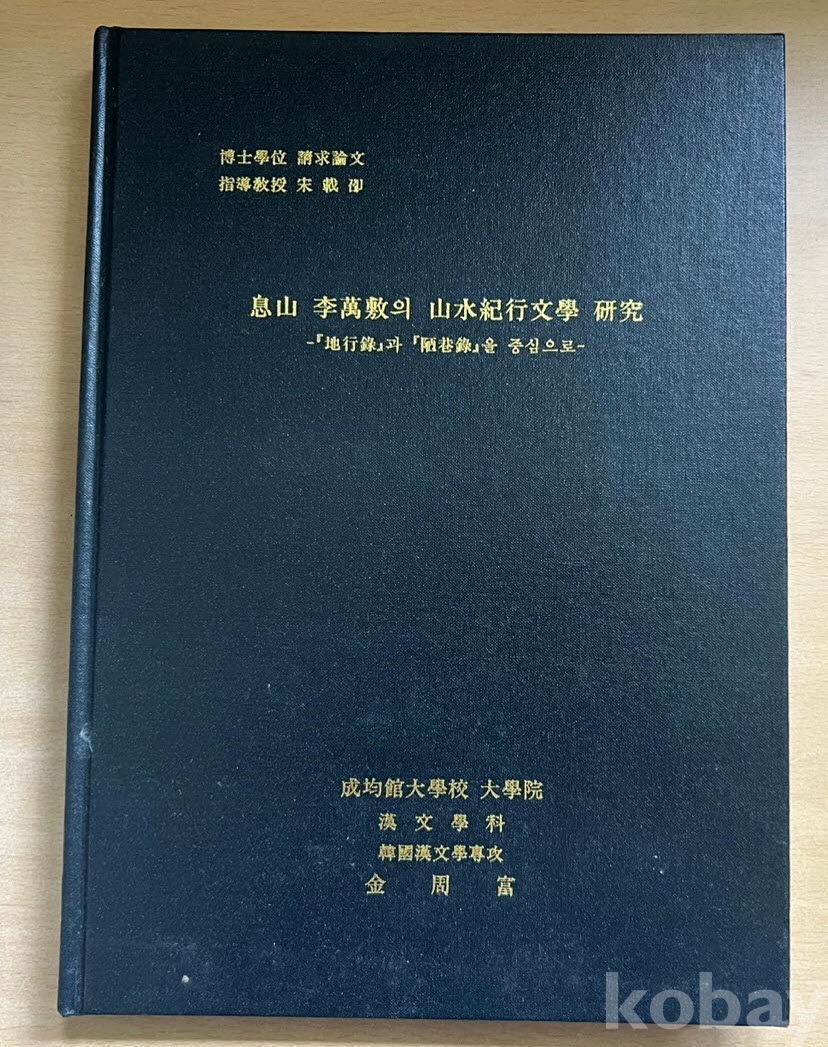 博士學位 請求論文
指導敎授 宋 載 卲
息山 李萬敷의 山水紀行文學 硏究
-『地行錄』과 『陋巷錄』을 중심으로-
成均館大學校 大學院
漢 文 學 科
韓國漢文學專攻
金 周 富
kobay